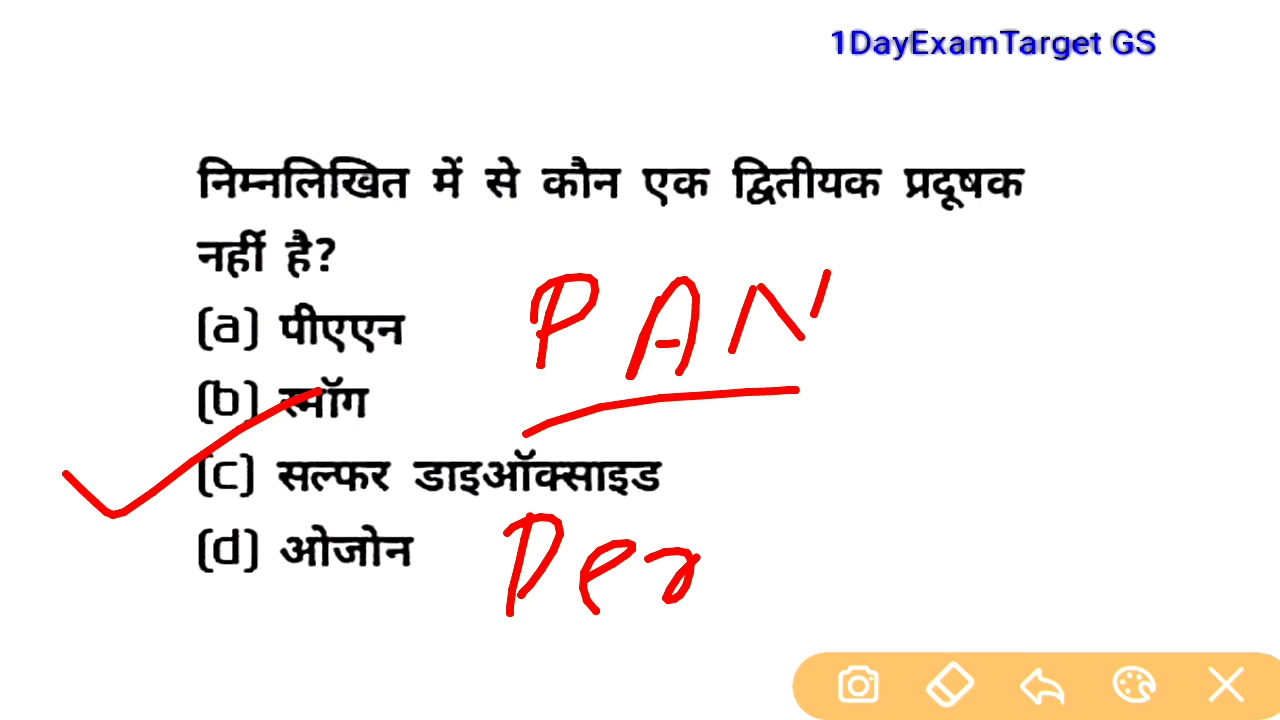 1DayExamTarget GS
निम्नलिखित में से कौन एक द्वितीयक प्रदूषक
नहीं है?
(a) पीएएन
PAN
(b) स्मॉग
(c) सल्फर डाइऑक्साइड
(d) ओजोन